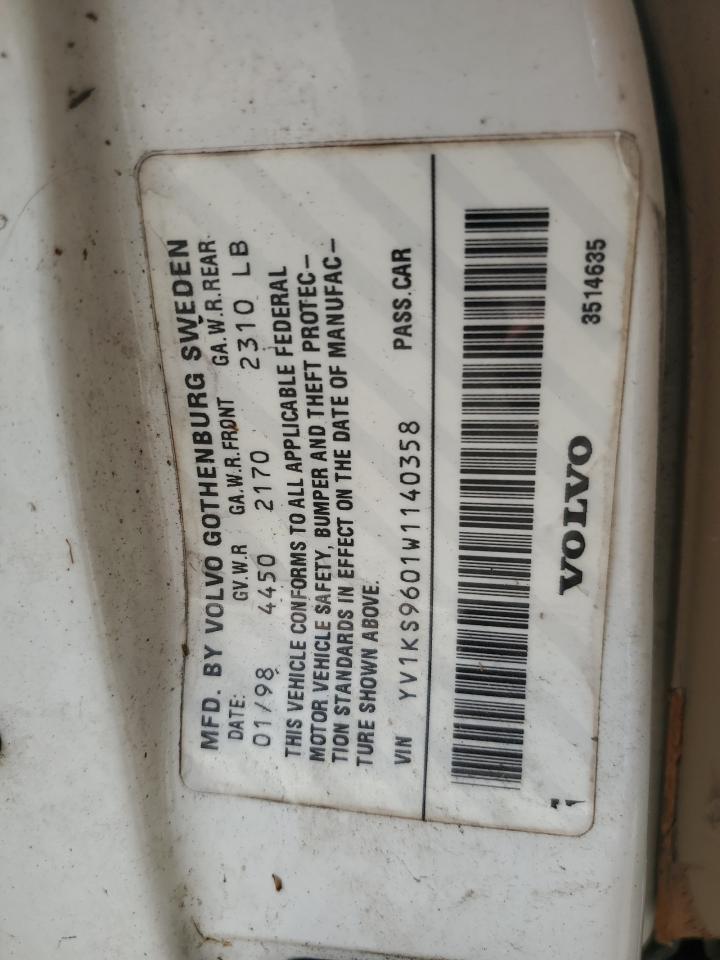 MFD. BY VOLVO GOTHENBURG SWEDEN
DATE: GV.W.R GA.W.R.FRONT GA.W.R.REAR
01/98 4450 2170 2310 LB
THIS VEHICLE CONFORMS TO ALL APPLICABLE FEDERAL
MOTOR VEHICLE SAFETY, BUMPER AND THEFT PROTEC-
TION STANDARDS IN EFFECT ON THE DATE OF MANUFAC-
TURE SHOWN ABOVE.
VIN YV1KS9601W1140358 PASS.CAR
VOLVO
3514635